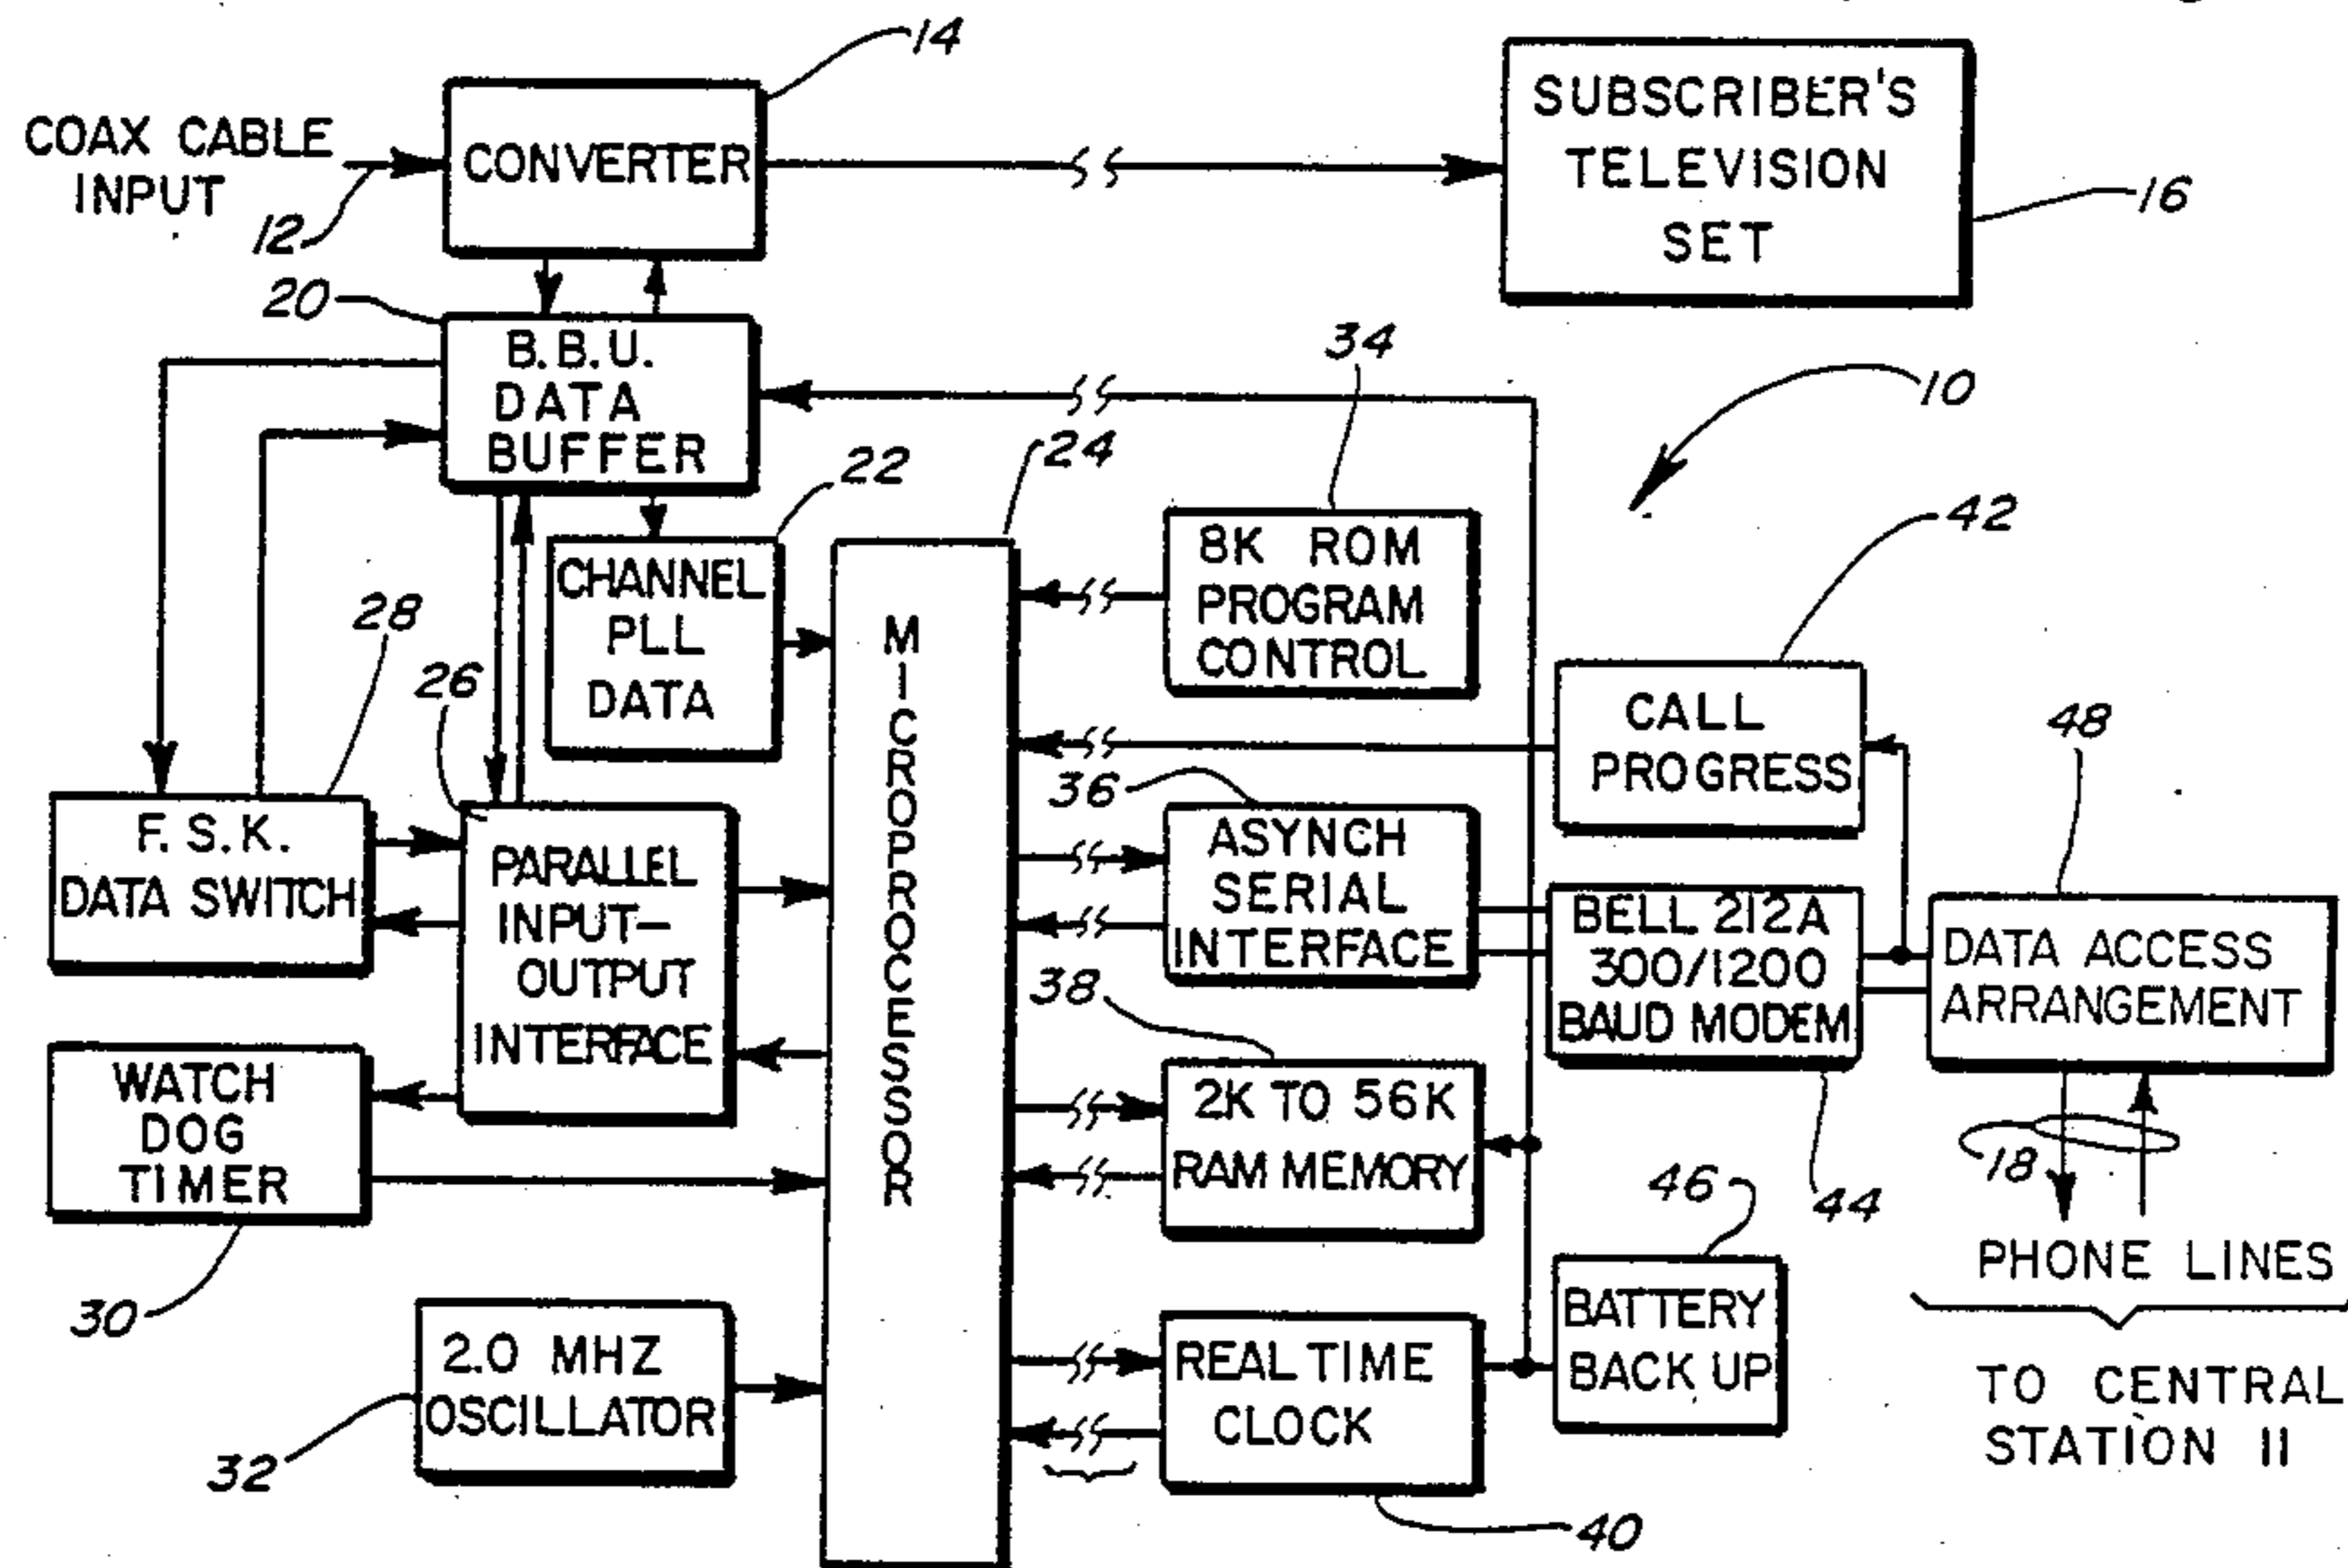 14
COAX CABLE
INPUT
12
CONVERTER
SUBSCRIBER'S
TELEVISION
SET
16
20
B.B.U.
DATA
BUFFER
34
10
24
22
CHANNEL
PLL
DATA
8K ROM
PROGRAM
CONTROL
42
28
26
MICROPROCESSOR
CALL
PROGRESS
48
36
F.S.K.
DATA SWITCH
PARALLEL
INPUT-
OUTPUT
INTERFACE
ASYNCH
SERIAL
INTERFACE
BELL 212A
300/1200
BAUD MODEM
DATA ACCESS
ARRANGEMENT
38
WATCH
DOG
TIMER
2K TO 56K
RAM MEMORY
18
46
44
30
PHONE LINES
2.0 MHZ
OSCILLATOR
REAL TIME
CLOCK
BATTERY
BACK UP
TO CENTRAL
STATION 11
32
40